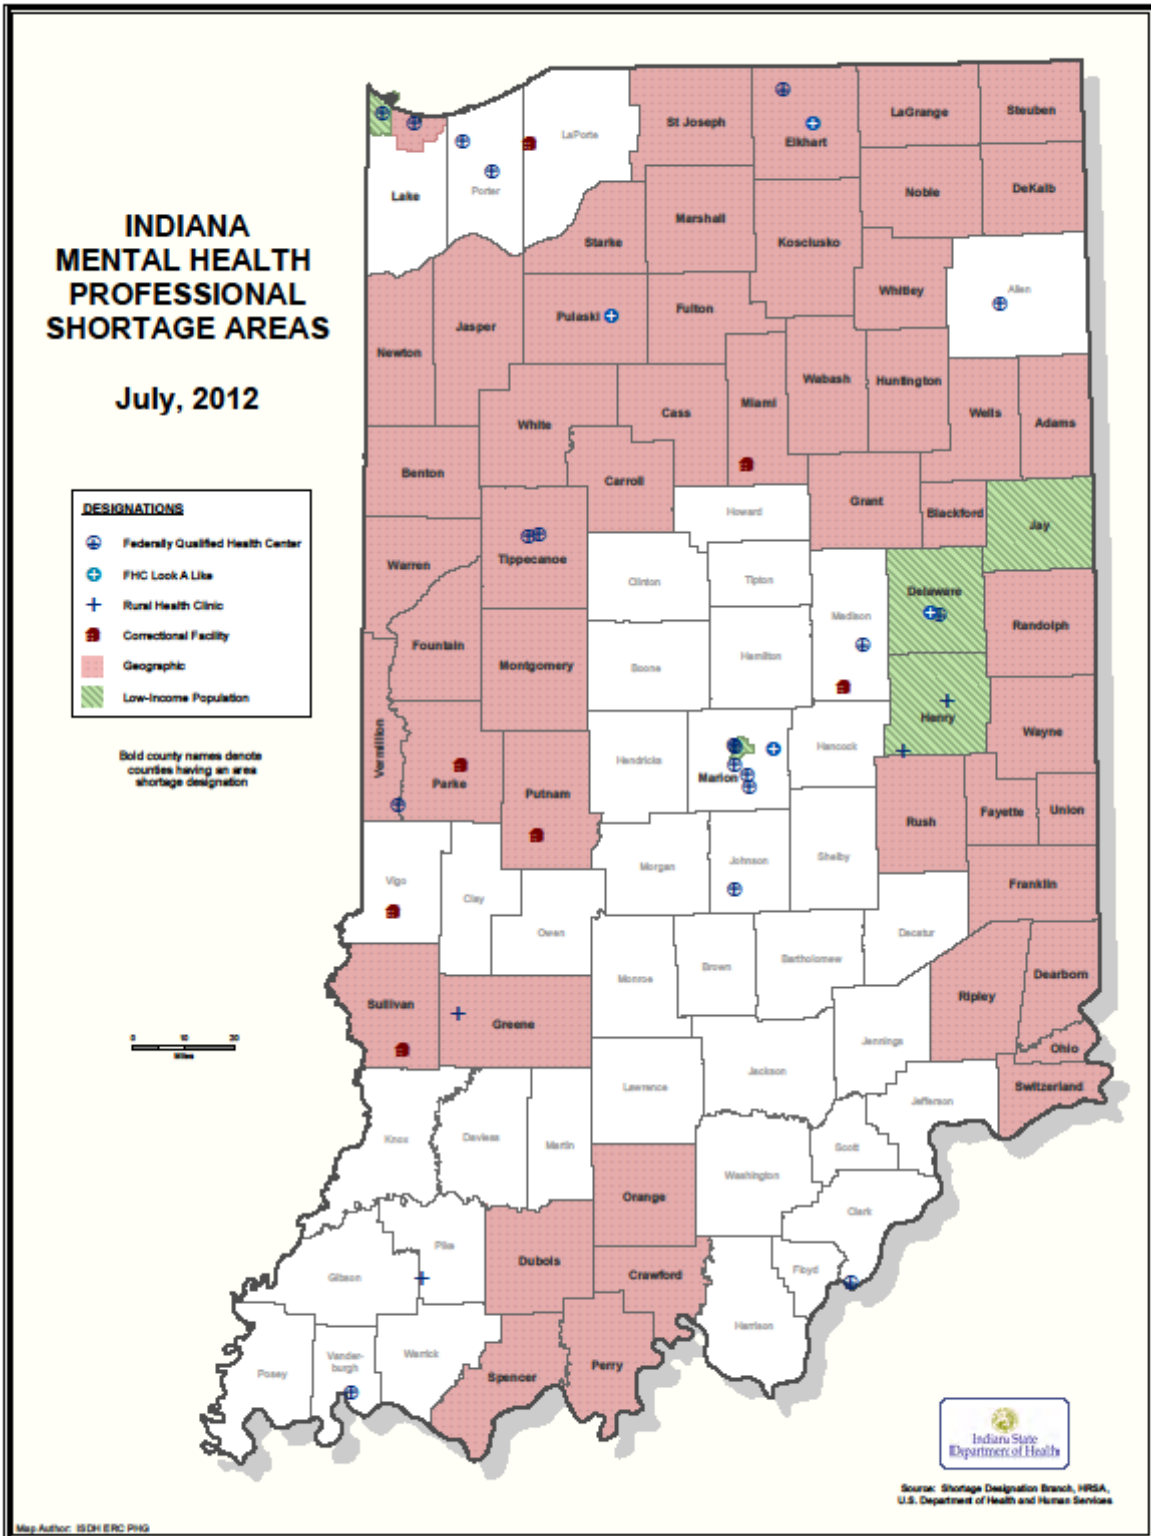 INDIANA
MENTAL HEALTH
PROFESSIONAL
SHORTAGE AREAS
July, 2012
DESIGNATIONS
Federally Qualified Health Center
FHC Look A Like
Rural Health Clinic
Correctional Facility
Geographic
Low-Income Population
Bold county names denote
counties having an area
shortage designation
0 10 20
Miles
St Joseph
Elkhart
LaGrange
Steuben
LaPorte
Porter
Lake
Noble
DeKalb
Marshall
Starke
Kosciusko
Whitley
Allen
Pulaski
Fulton
Jasper
Newton
Wabash
Huntington
Miami
Cass
White
Wells
Adams
Benton
Carroll
Grant
Blackford
Jay
Howard
Tippecanoe
Warren
Clinton
Tipton
Delaware
Madison
Randolph
Fountain
Montgomery
Boone
Hamilton
Henry
Wayne
Vermillion
Parke
Putnam
Hendricks
Marion
Hancock
Rush
Fayette
Union
Vigo
Clay
Morgan
Johnson
Shelby
Franklin
Owen
Decatur
Monroe
Brown
Bartholomew
Dearborn
Ripley
Sullivan
Greene
Jennings
Ohio
Lawrence
Jackson
Switzerland
Jefferson
Knox
Daviess
Martin
Scott
Washington
Orange
Clark
Pike
Dubois
Gibson
Crawford
Floyd
Harrison
Posey
Vander-
burgh
Warrick
Spencer
Perry
Indiana State
Department of Health
Source: Shortage Designation Branch, HRSA,
U.S. Department of Health and Human Services
Map Author: ISDH ERC PHG